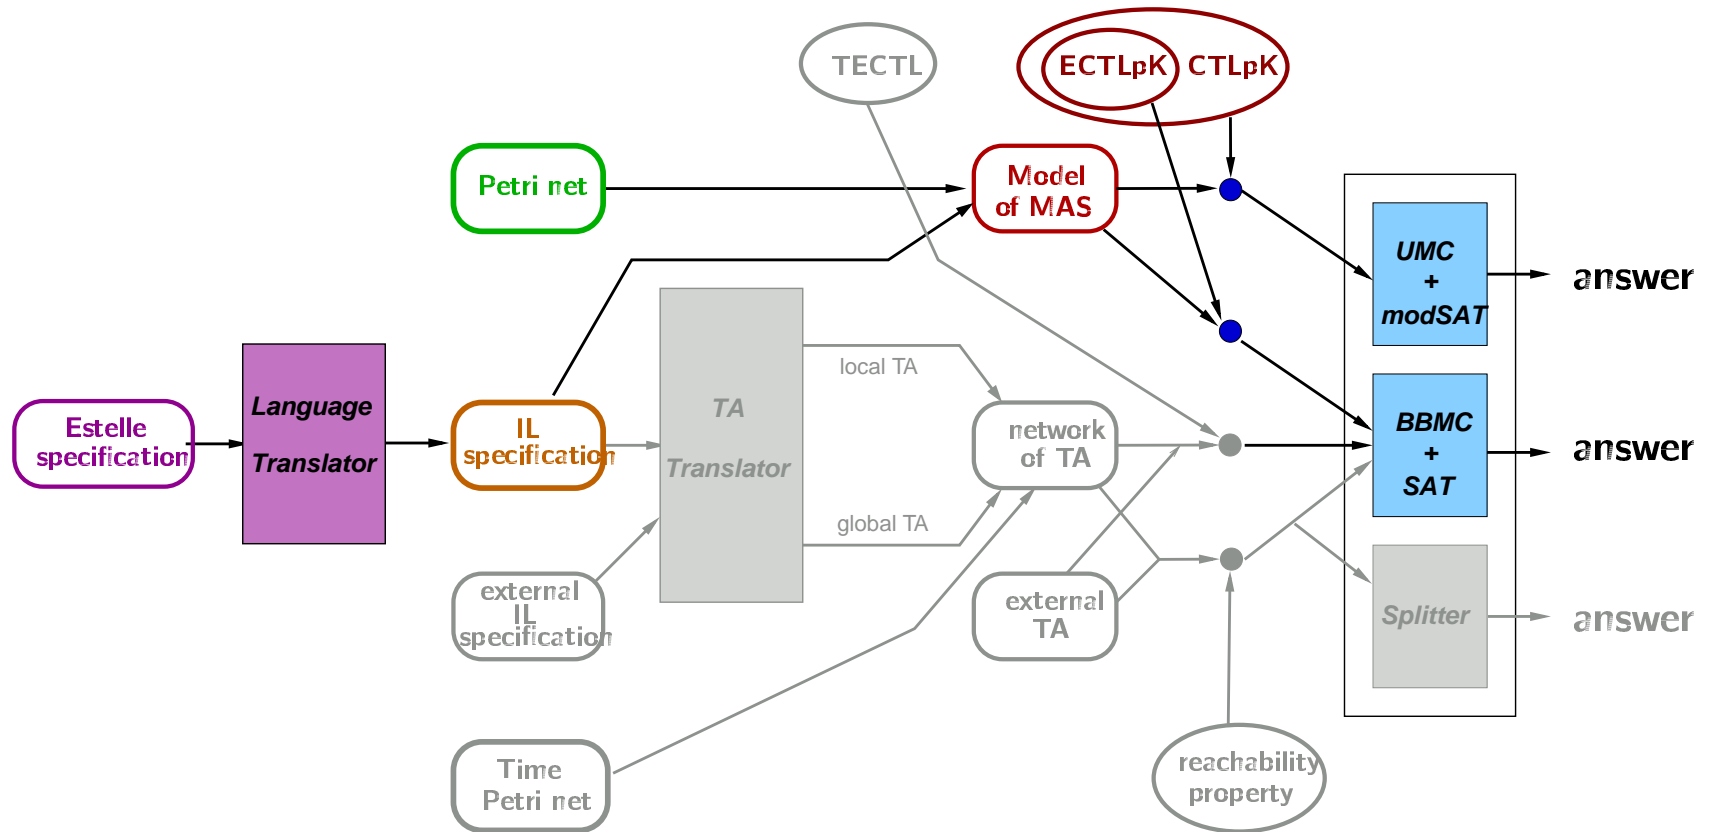 TECTL
ECTLpK
CTLpK
Petri net
Model
of MAS
UMC
+
modSAT
answer
local TA
Language
Translator
TA
Translator
Estelle
specification
IL
specification
network
of TA
BBMC
+
SAT
answer
global TA
external
IL
specification
external
TA
Splitter
answer
Time
Petri net
reachability
property